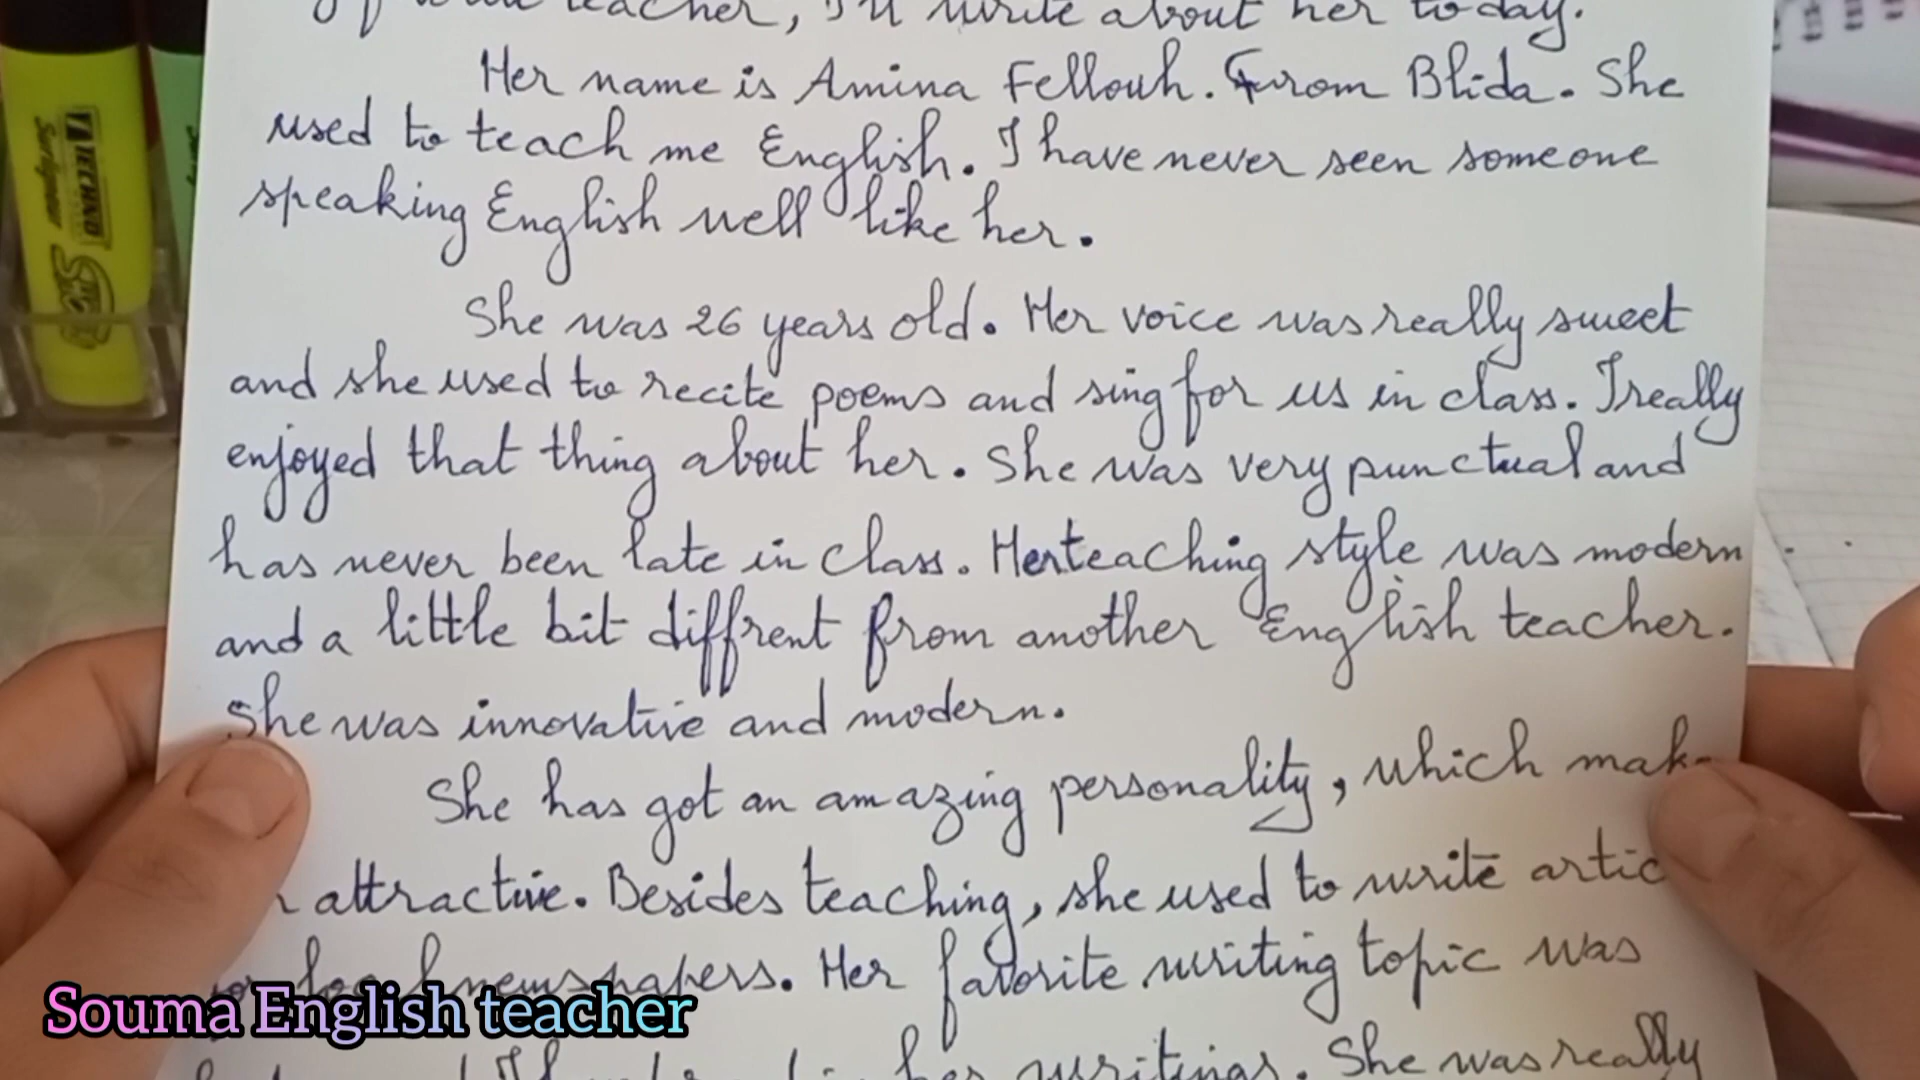 teacher, I'll write about her today.
Her name is Amina Fellouh. From Blida. She
used to teach me English. I have never seen someone
speaking English well like her.
She was 26 years old. Her voice was really sweet
and she used to recite poems and sing for us in class. I really
enjoyed that thing about her. She was very punctual and
has never been late in class. Her teaching style was modern
and a little bit diffrent from another English teacher.
She was innovative and modern.
She has got an amazing personality, which
attractive. Besides teaching, she used to write
newspapers. Her favorite writing topic was
her writings. She was really
Souma English teacher
TECHNO